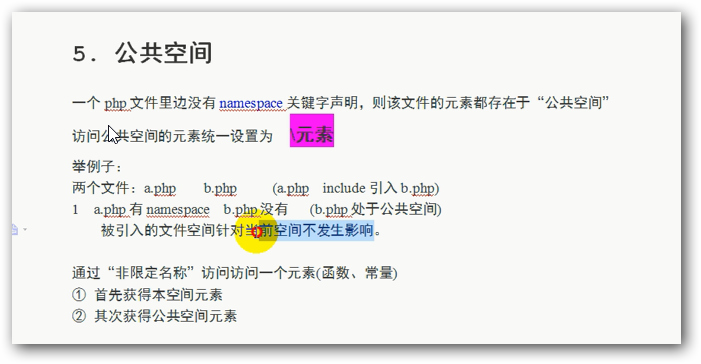 5. 公共空间
一个 php 文件里边没有 namespace 关键字声明，则该文件的元素都存在于“公共空间”
访问公共空间的元素统一设置为 \元素
举例子：
两个文件：a.php b.php (a.php include 引入 b.php)
1 a.php 有 namespace b.php 没有 (b.php 处于公共空间)
被引入的文件空间针对当前空间不发生影响。
通过“非限定名称”访问访问一个元素(函数、常量)
① 首先获得本空间元素
② 其次获得公共空间元素